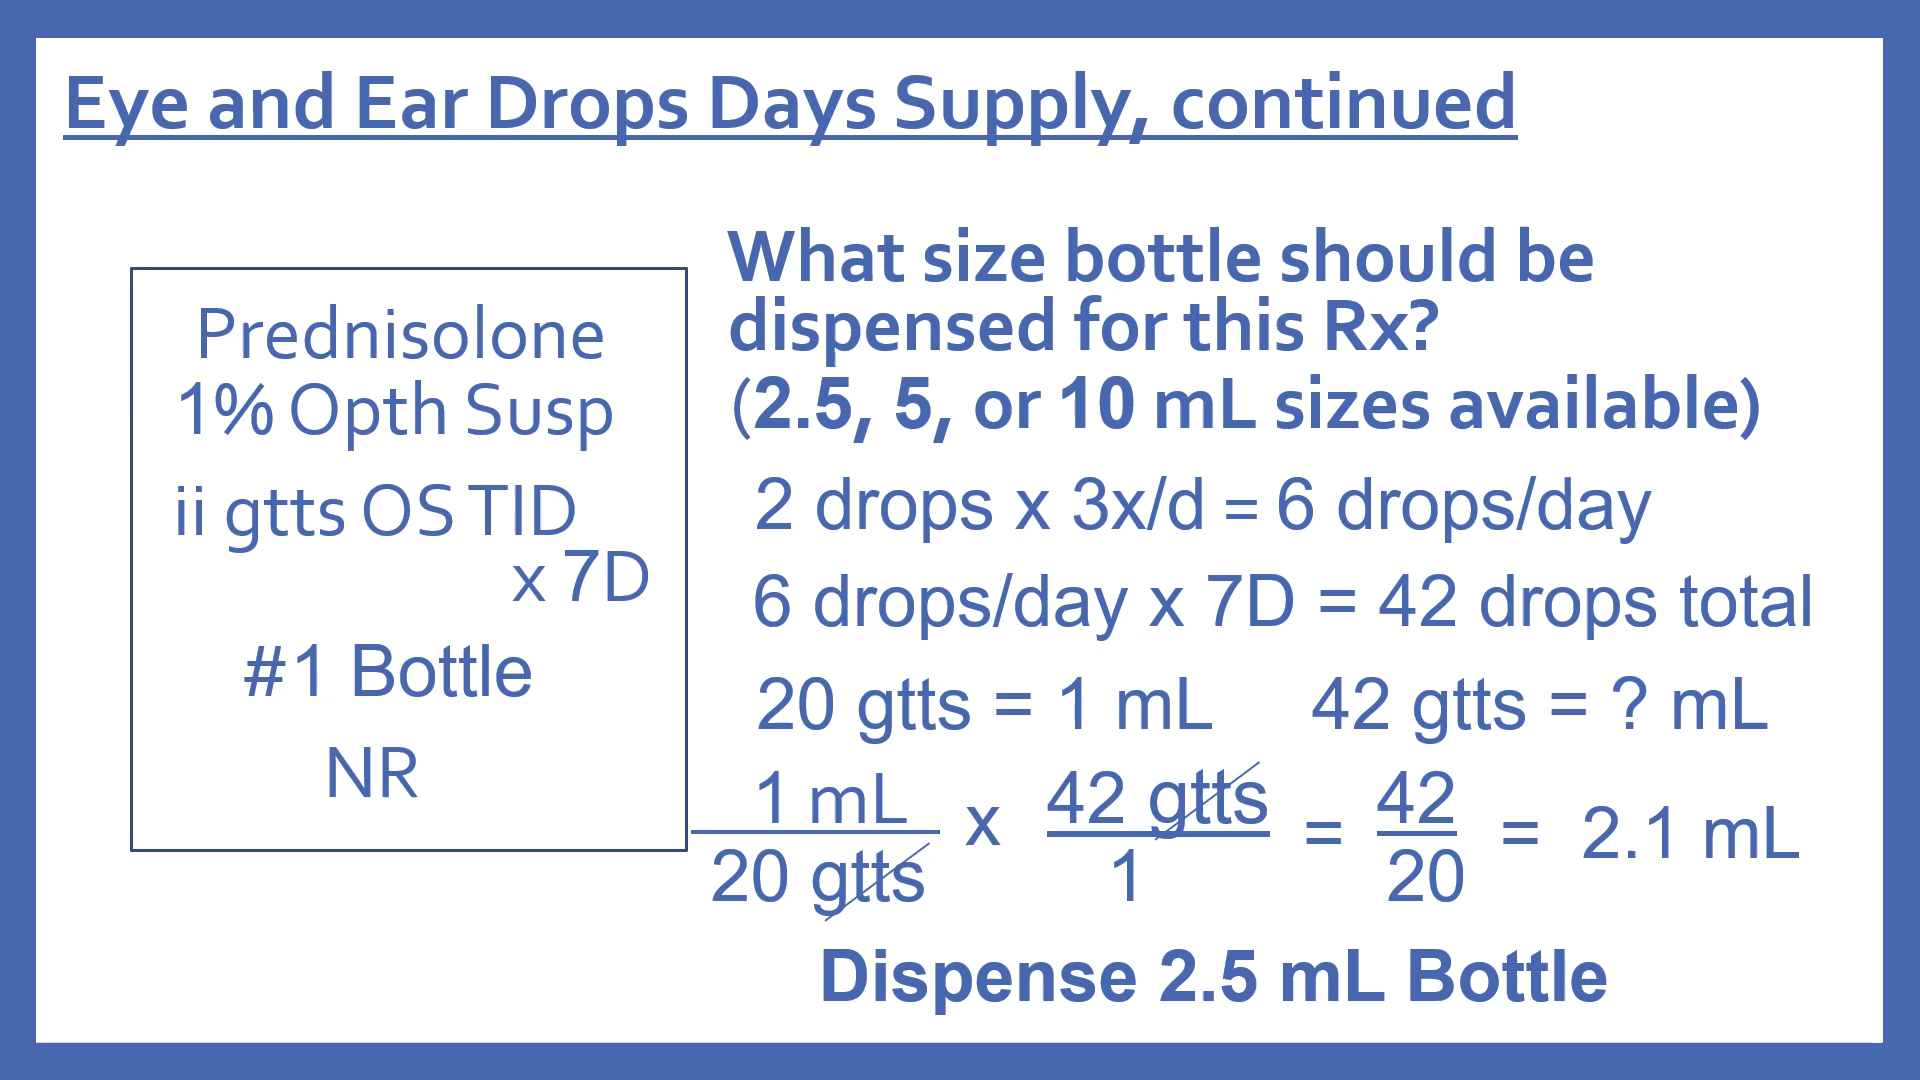 Eye and Ear Drops Days Supply, continued
Prednisolone
1% Opth Susp
ii gtts OS TID
x 7D
#1 Bottle
NR
What size bottle should be
dispensed for this Rx?
(2.5, 5, or 10 mL sizes available)
2 drops x 3x/d = 6 drops/day
6 drops/day x 7D = 42 drops total
20 gtts = 1 mL 42 gtts = ? mL
1 mL x 42 gtts = 42 = 2.1 mL
20 gtts 1 20
Dispense 2.5 mL Bottle